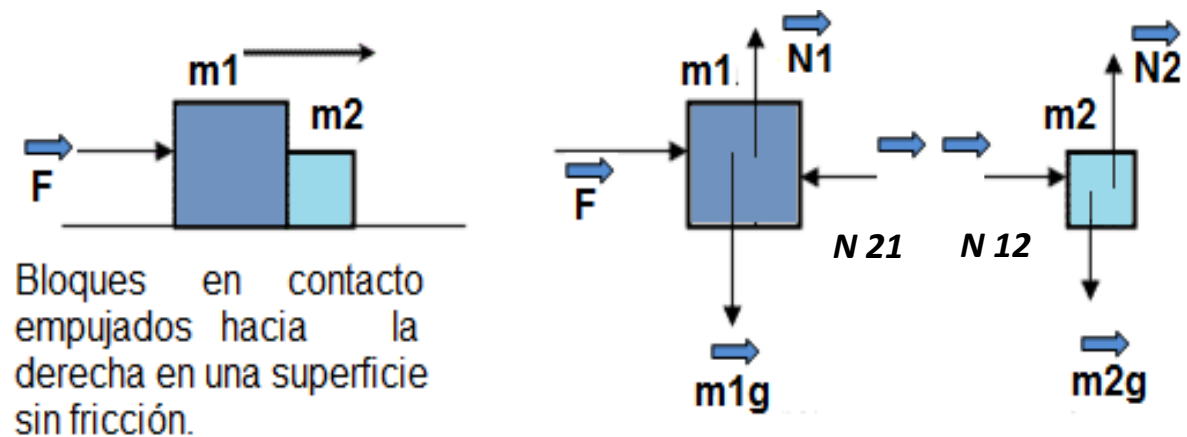 m1
m2
F
Bloques en contacto
empujados hacia la
derecha en una superficie
sin fricción.
m1
N1
F
N 21
m1g
N2
m2
N 12
m2g